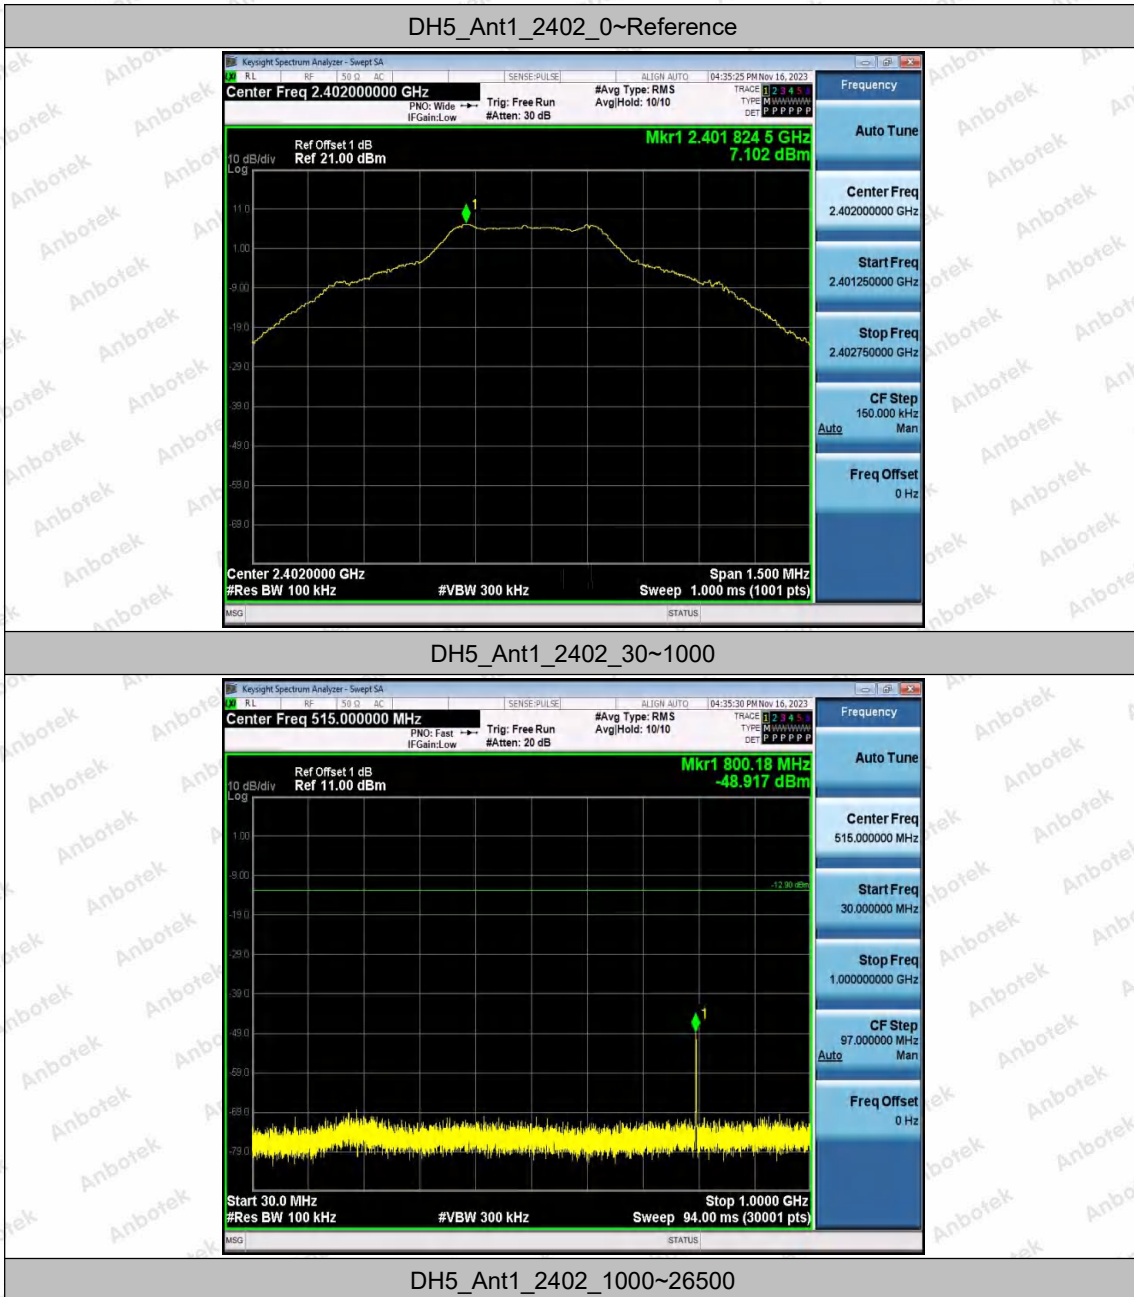 DH5_Ant1_2402_0~Reference
Keysight Spectrum Analyzer - Swept SA
RL RF 50 Ω AC SENSE:PULSE ALIGN AUTO 04:35:25 PM Nov 16, 2023
Center Freq 2.402000000 GHz
PNO: Wide
IFGain:Low
Trig: Free Run
#Atten: 30 dB
#Avg Type: RMS
Avg|Hold: 10/10
TRACE 1 2 3 4 5 6
TYPE M W W W W W
DET P P P P P P
Mkr1 2.401 824 5 GHz
7.102 dBm
Ref Offset 1 dB
10 dB/div Ref 21.00 dBm
Log
11.0
1.00
-9.00
-19.0
-29.0
-39.0
-49.0
-59.0
-69.0
1
Center 2.4020000 GHz Span 1.500 MHz
#Res BW 100 kHz #VBW 300 kHz Sweep 1.000 ms (1001 pts)
MSG STATUS
Frequency
Auto Tune
Center Freq
2.402000000 GHz
Start Freq
2.401250000 GHz
Stop Freq
2.402750000 GHz
CF Step
150.000 kHz
Auto Man
Freq Offset
0 Hz
DH5_Ant1_2402_30~1000
Keysight Spectrum Analyzer - Swept SA
RL RF 50 Ω AC SENSE:PULSE ALIGN AUTO 04:35:30 PM Nov 16, 2023
Center Freq 515.000000 MHz
PNO: Fast
IFGain:Low
Trig: Free Run
#Atten: 20 dB
#Avg Type: RMS
Avg|Hold: 10/10
TRACE 1 2 3 4 5 6
TYPE M W W W W W
DET P P P P P P
Mkr1 800.18 MHz
-48.917 dBm
Ref Offset 1 dB
10 dB/div Ref 11.00 dBm
Log
1.00
-9.00
-12.90 dBm
-19.0
-29.0
-39.0
-49.0
-59.0
-69.0
-79.0
1
Start 30.0 MHz Stop 1.0000 GHz
#Res BW 100 kHz #VBW 300 kHz Sweep 94.00 ms (30001 pts)
MSG STATUS
Frequency
Auto Tune
Center Freq
515.000000 MHz
Start Freq
30.000000 MHz
Stop Freq
1.000000000 GHz
CF Step
97.000000 MHz
Auto Man
Freq Offset
0 Hz
DH5_Ant1_2402_1000~26500
Anbotek